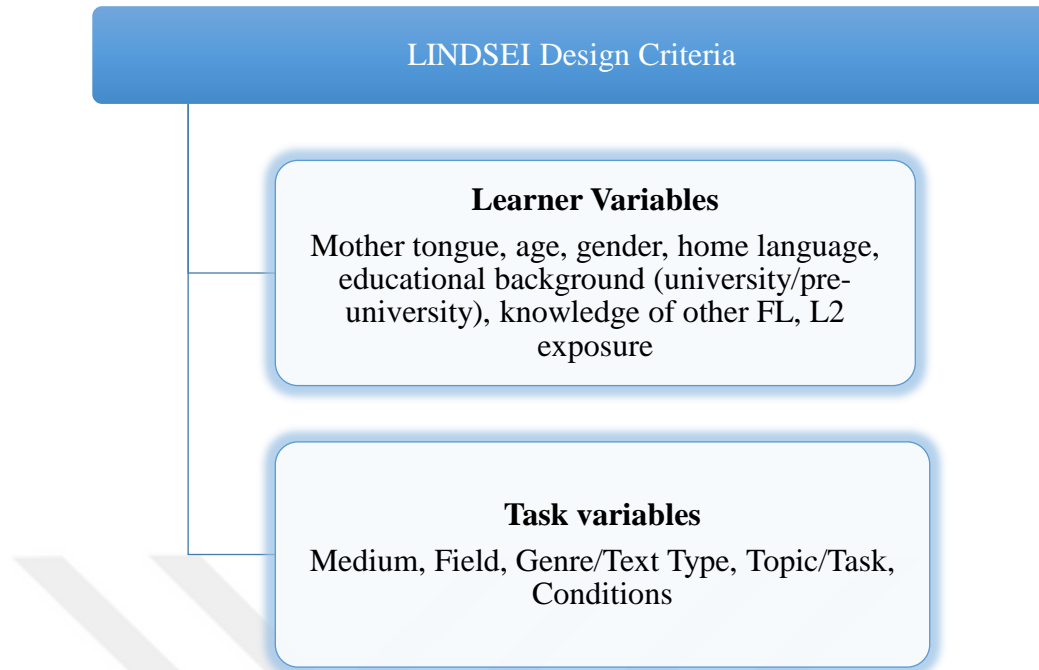 LINDSEI Design Criteria
Learner Variables
Mother tongue, age, gender, home language,
educational background (university/pre-
university), knowledge of other FL, L2
exposure
Task variables
Medium, Field, Genre/Text Type, Topic/Task,
Conditions